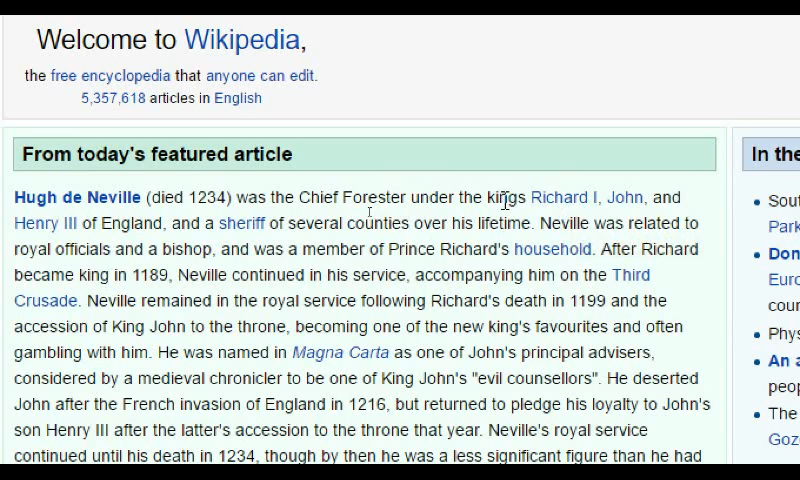 Welcome to Wikipedia,
the free encyclopedia that anyone can edit.
5,357,618 articles in English
From today's featured article
Hugh de Neville (died 1234) was the Chief Forester under the kings Richard I, John, and
Henry III of England, and a sheriff of several counties over his lifetime. Neville was related to
royal officials and a bishop, and was a member of Prince Richard's household. After Richard
became king in 1189, Neville continued in his service, accompanying him on the Third
Crusade. Neville remained in the royal service following Richard's death in 1199 and the
accession of King John to the throne, becoming one of the new king's favourites and often
gambling with him. He was named in Magna Carta as one of John's principal advisers,
considered by a medieval chronicler to be one of King John's "evil counsellors". He deserted
John after the French invasion of England in 1216, but returned to pledge his loyalty to John's
son Henry III after the latter's accession to the throne that year. Neville's royal service
continued until his death in 1234, though by then he was a less significant figure than he had
In the
Sout
Park
Don
Euro
cour
Phys
An a
peop
The
Gozo